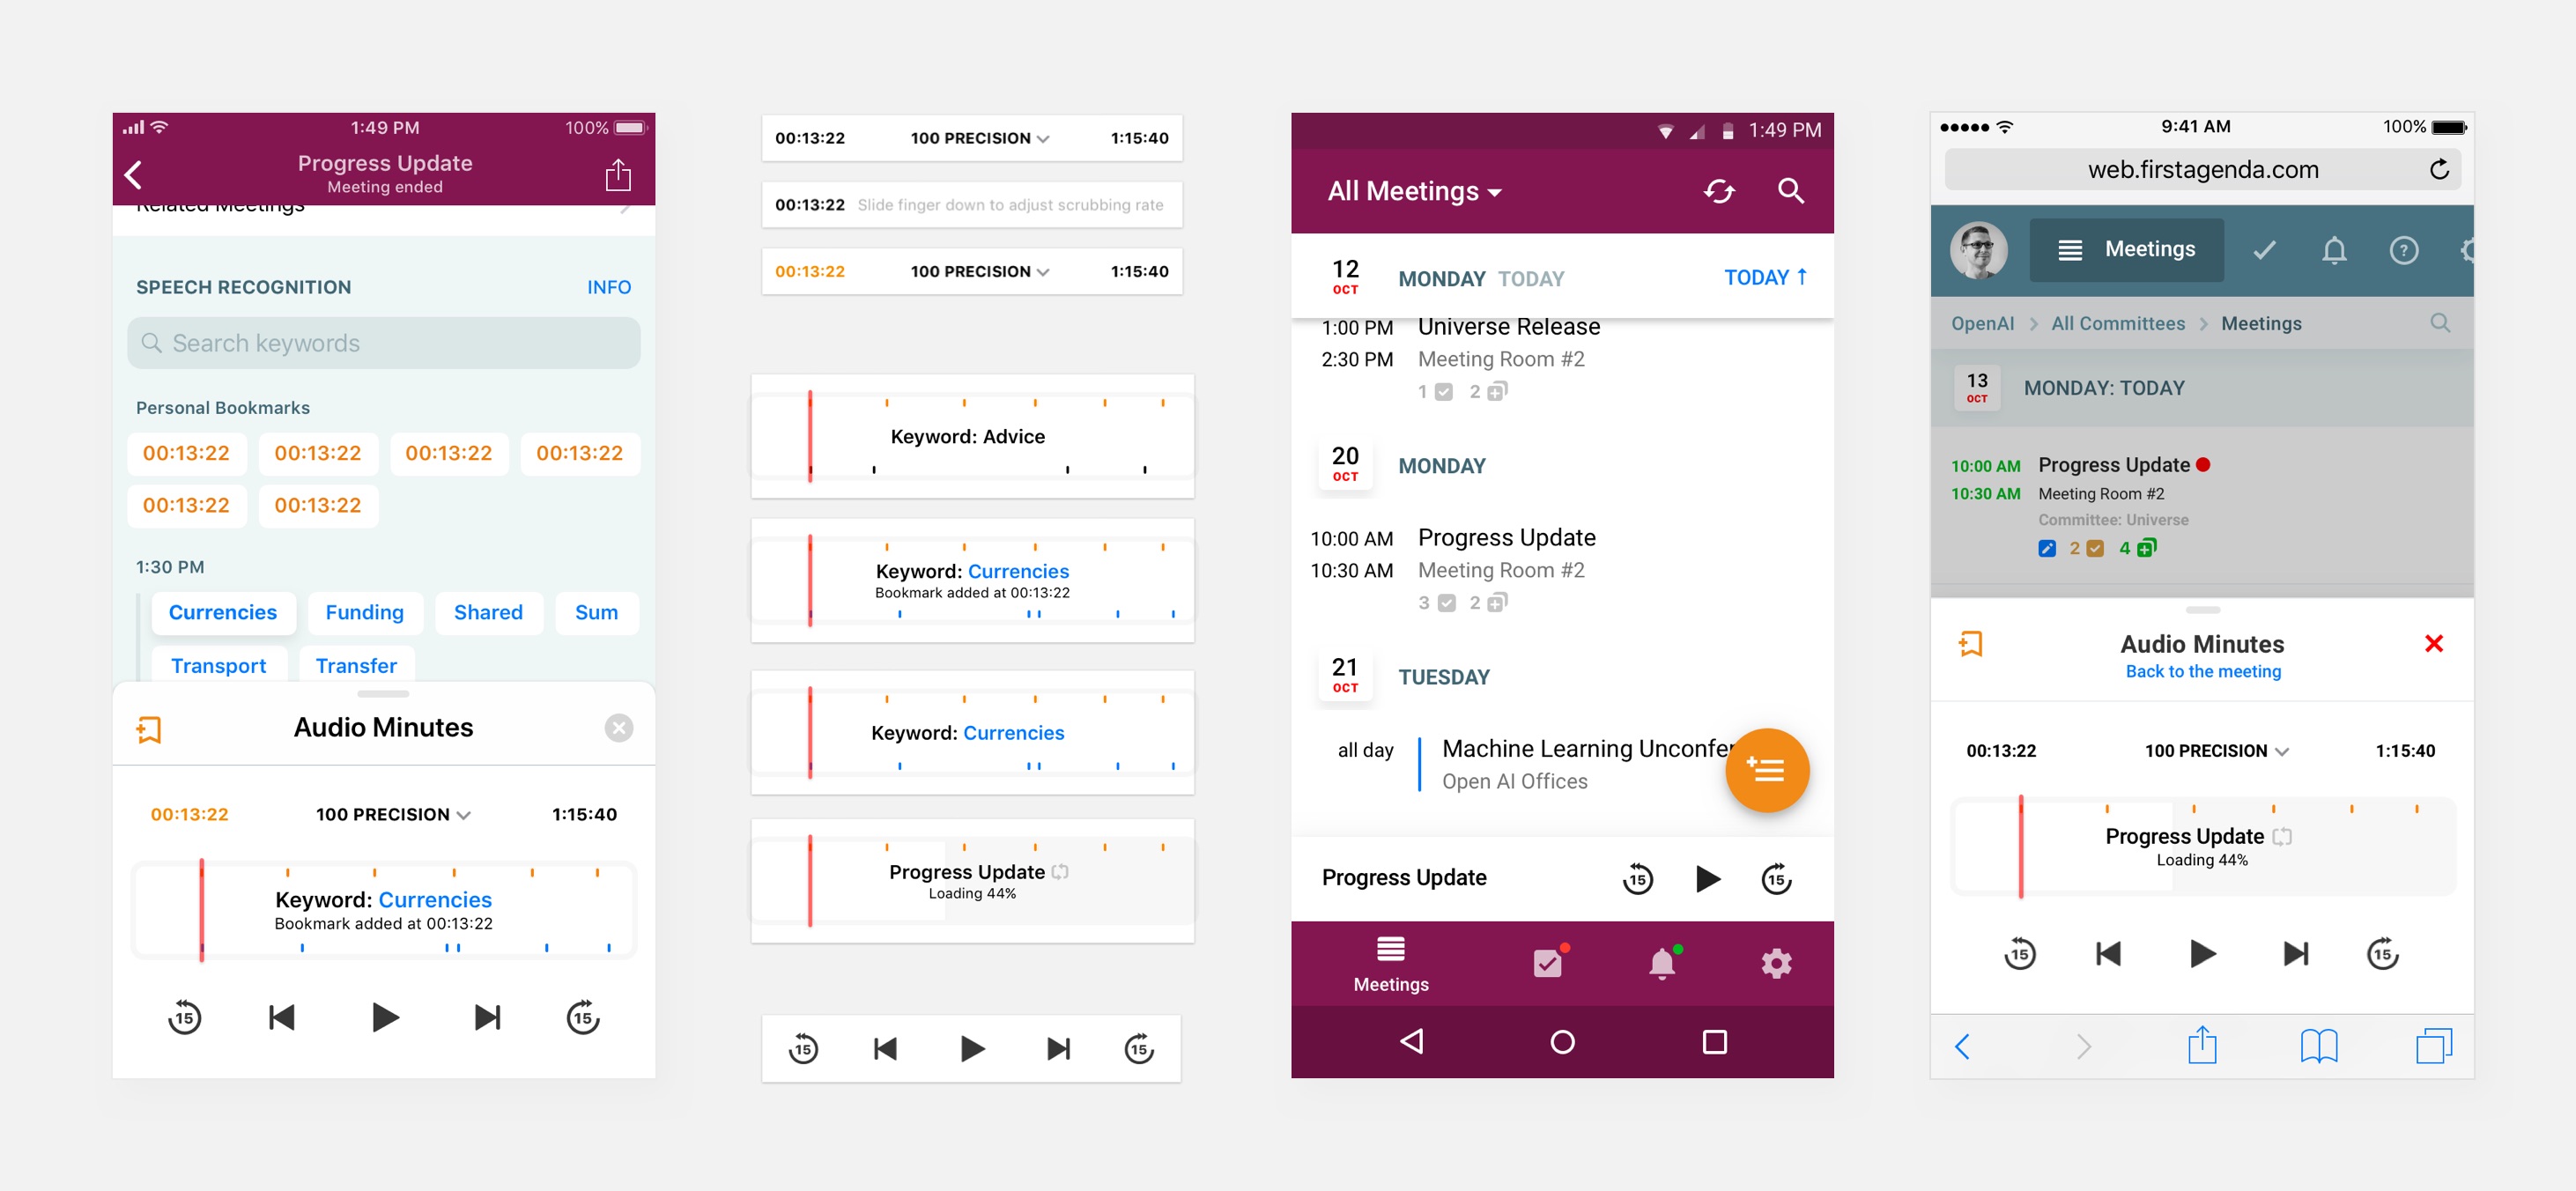 1:49 PM
100%
Progress Update
Meeting ended
Related Meetings
SPEECH RECOGNITION
INFO
Search keywords
Personal Bookmarks
00:13:22 00:13:22 00:13:22 00:13:22
00:13:22 00:13:22
1:30 PM
Currencies Funding Shared Sum
Transport Transfer
Audio Minutes
00:13:22 100 PRECISION 1:15:40
Keyword: Currencies
Bookmark added at 00:13:22
15 15
00:13:22 100 PRECISION 1:15:40
00:13:22 Slide finger down to adjust scrubbing rate
00:13:22 100 PRECISION 1:15:40
Keyword: Advice
Keyword: Currencies
Bookmark added at 00:13:22
Keyword: Currencies
Progress Update
Loading 44%
15 15
1:49 PM
All Meetings
12 OCT MONDAY TODAY TODAY ↑
1:00 PM Universe Release
2:30 PM Meeting Room #2
1 2
20 OCT MONDAY
10:00 AM Progress Update
10:30 AM Meeting Room #2
3 2
21 OCT TUESDAY
all day Machine Learning Unconfer
Open AI Offices
Progress Update 15 15
Meetings
9:41 AM 100%
web.firstagenda.com
Meetings ?
OpenAI > All Committees > Meetings
13 OCT MONDAY: TODAY
10:00 AM Progress Update
10:30 AM Meeting Room #2
Committee: Universe
2 4
Audio Minutes
Back to the meeting
00:13:22 100 PRECISION 1:15:40
Progress Update
Loading 44%
15 15